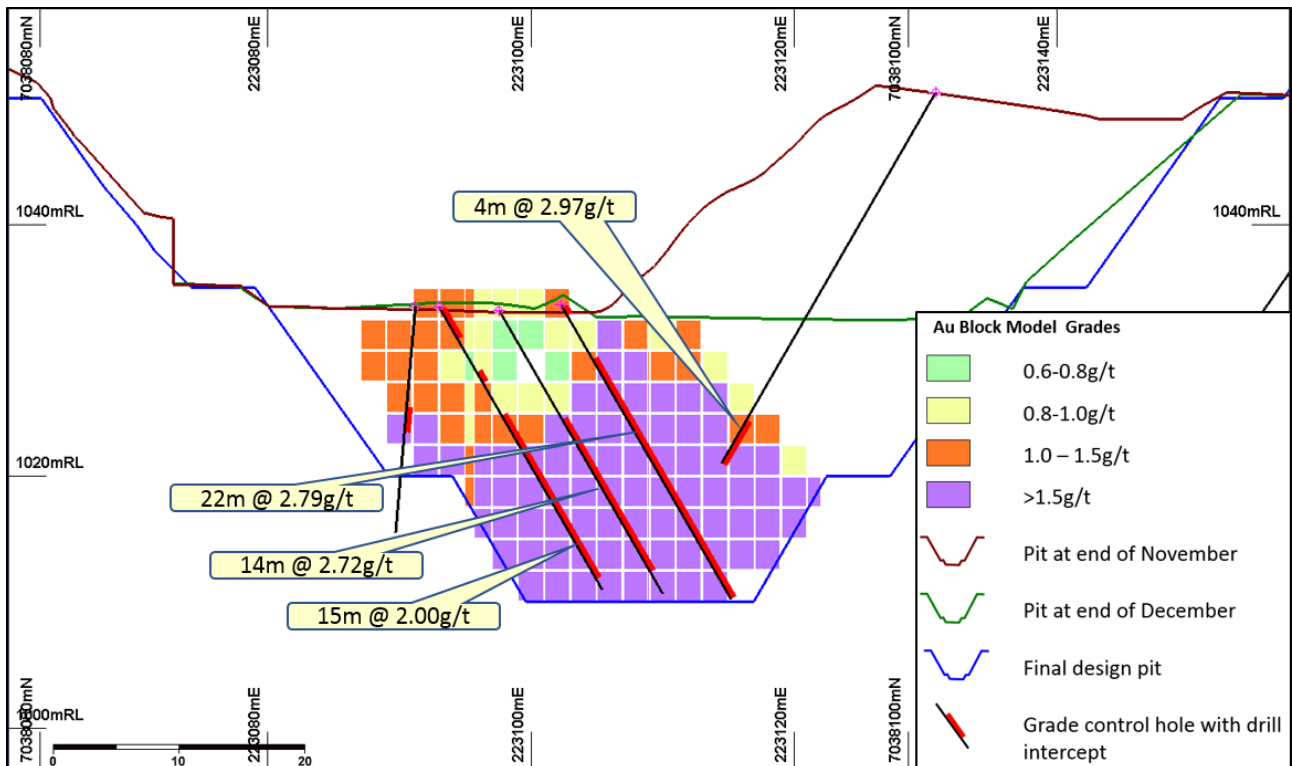 7038080mN
223080mE
223100mE
223120mE
7038100mN
223140mE
1040mRL
1040mRL
4m @ 2.97g/t
22m @ 2.79g/t
14m @ 2.72g/t
15m @ 2.00g/t
1020mRL
1000mRL
Au Block Model Grades
0.6-0.8g/t
0.8-1.0g/t
1.0 – 1.5g/t
>1.5g/t
Pit at end of November
Pit at end of December
Final design pit
Grade control hole with drill
intercept
7038080mN
223080mE
223100mE
223120mE
7038100mN
0
10
20